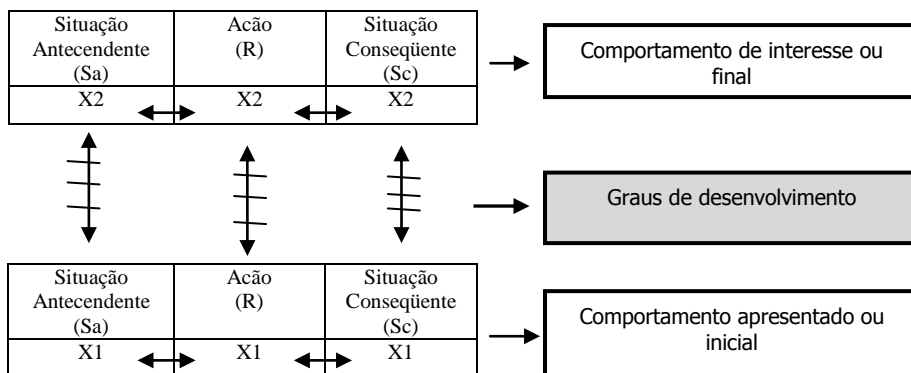 Situação
Antecendente
(Sa)
Acão
(R)
Situação
Conseqüente
(Sc)
X2
X2
X2
Comportamento de interesse ou
final
Graus de desenvolvimento
Situação
Antecendente
(Sa)
Acão
(R)
Situação
Conseqüente
(Sc)
X1
X1
X1
Comportamento apresentado ou
inicial